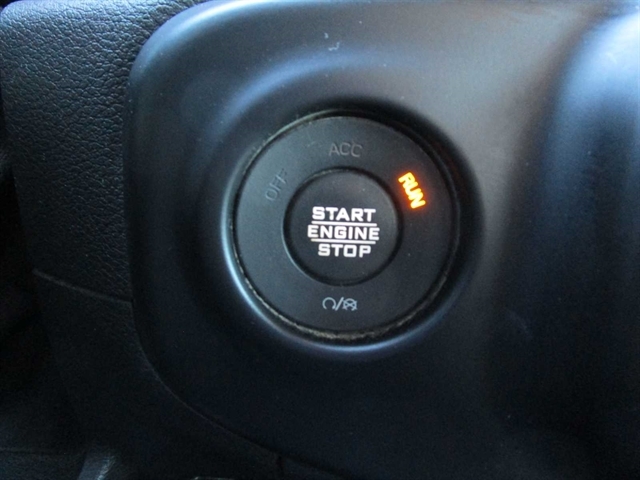 OFF ACC RUN
START
ENGINE
STOP